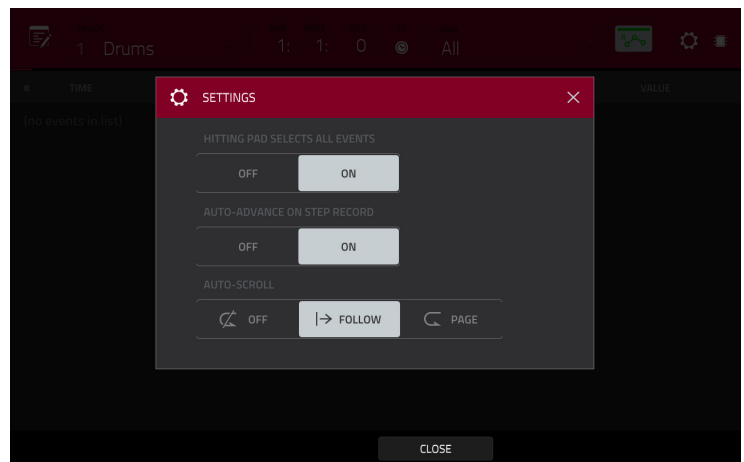 1 Drums 1: 1: 0 All
# TIME VALUE
(no events in list)
SETTINGS
HITTING PAD SELECTS ALL EVENTS
OFF ON
AUTO-ADVANCE ON STEP RECORD
OFF ON
AUTO-SCROLL
OFF FOLLOW PAGE
CLOSE